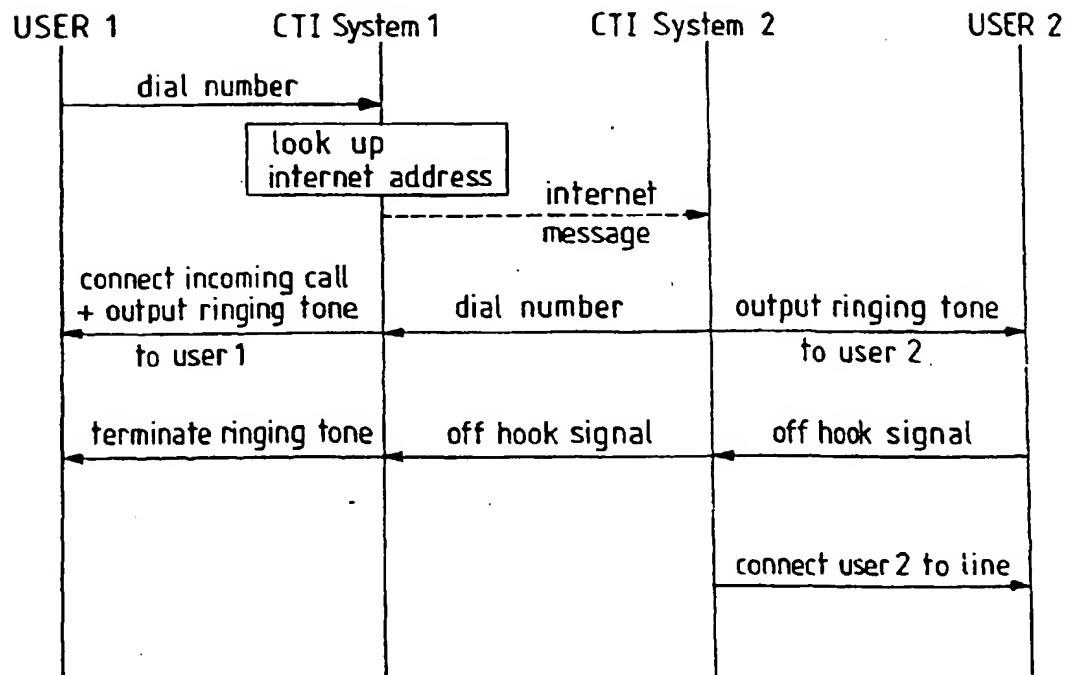 USER 1
CTI System 1
CTI System 2
USER 2
dial number
look up
internet address
internet
message
connect incoming call
+ output ringing tone
to user 1
dial number
output ringing tone
to user 2
terminate ringing tone
off hook signal
off hook signal
connect user 2 to line